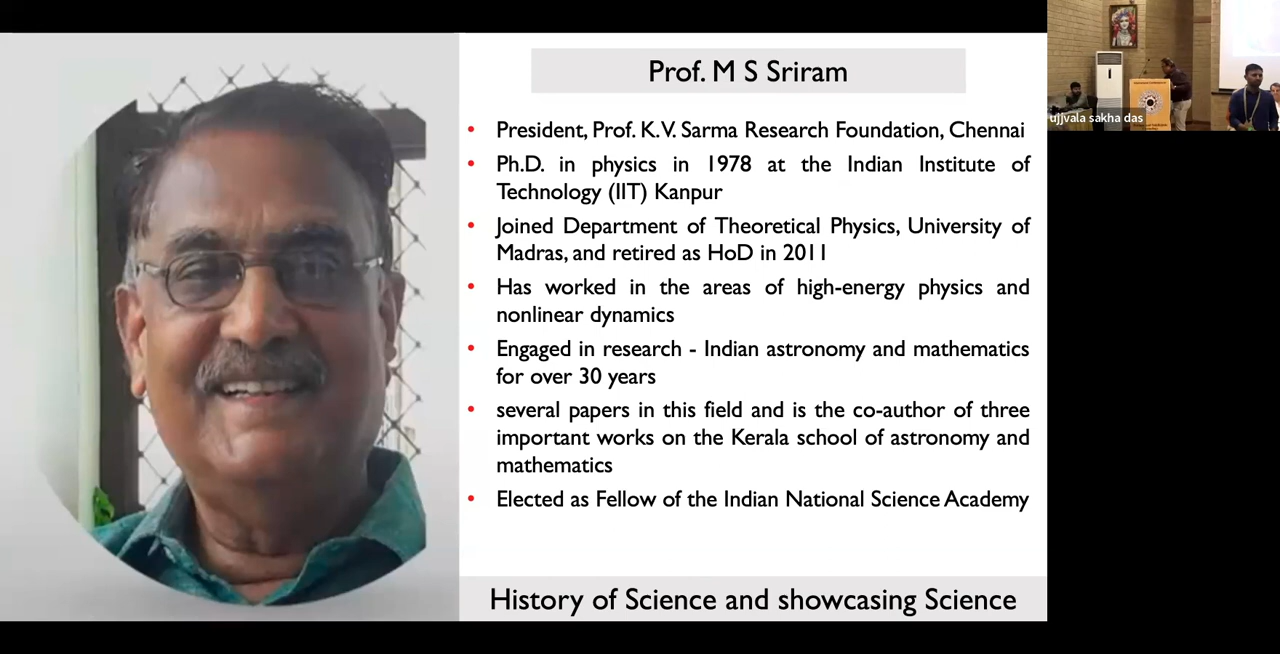 Prof. M S Sriram
• President, Prof. K.V. Sarma Research Foundation, Chennai
• Ph.D. in physics in 1978 at the Indian Institute of
Technology (IIT) Kanpur
• Joined Department of Theoretical Physics, University of
Madras, and retired as HoD in 2011
• Has worked in the areas of high-energy physics and
nonlinear dynamics
• Engaged in research - Indian astronomy and mathematics
for over 30 years
• several papers in this field and is the co-author of three
important works on the Kerala school of astronomy and
mathematics
• Elected as Fellow of the Indian National Science Academy
History of Science and showcasing Science
ujjvala sakha das